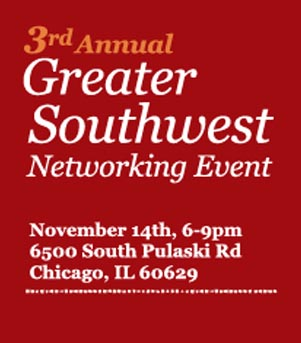 3rd Annual
Greater
Southwest
Networking Event
November 14th, 6-9pm
6500 South Pulaski Rd
Chicago, IL 60629